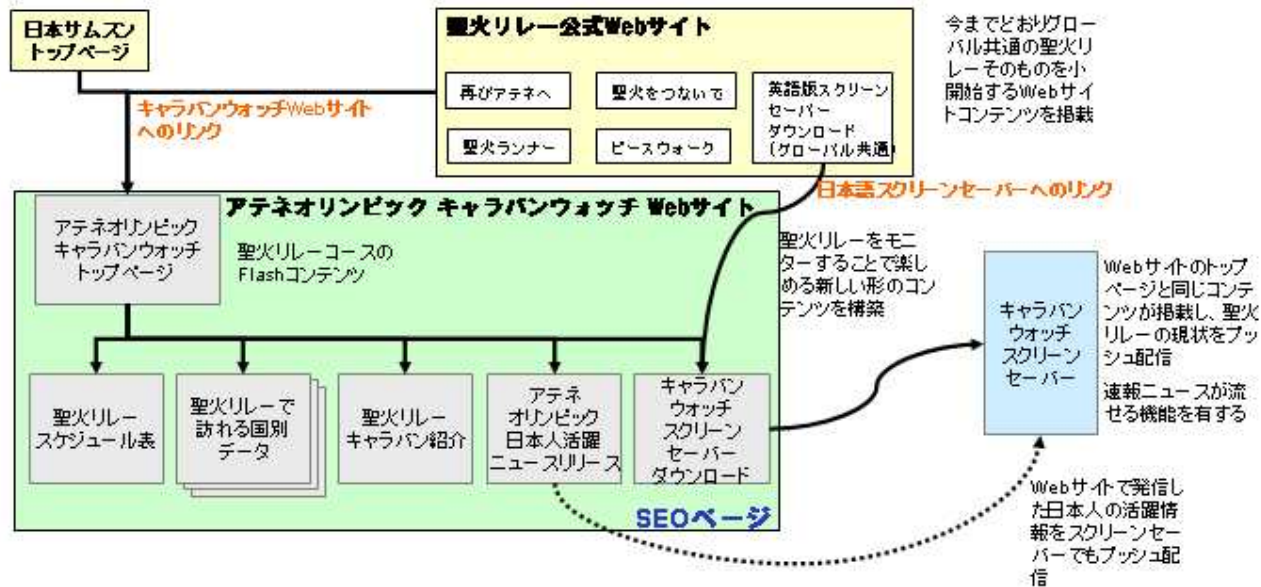 日本サムスン
トップページ
聖火リレー公式Webサイト
再びアテネへ
聖火をつないで
英語版スクリーン
セーバー
ダウンロード
(グローバル共通)
聖火ランナー
ピースウォーク
今までどおりグロー
バル共通の聖火リ
レーそのものを小
開始するWebサイ
トコンテンツを掲載
キャラバンウォッチWebサイト
へのリンク
日本語スクリーンセーバーへのリンク
アテネオリンピック キャラバンウォッチ Webサイト
アテネオリンピック
キャラバンウォッチ
トップページ
聖火リレーコースの
Flashコンテンツ
聖火リレーをモニ
ターすることで楽し
める新しい形のコン
テンツを構築
キャラバン
ウォッチ
スクリーン
セーバー
Webサイトのトップ
ページと同じコンテ
ンツが掲載し、聖火
リレーの現状をプッ
シュ配信
速報ニュースが流
せる機能を有する
聖火リレー
スケジュール表
聖火リレーで
訪れる国別
データ
聖火リレー
キャラバン紹介
アテネ
オリンピック
日本人活躍
ニュースリリース
キャラバン
ウォッチ
スクリーン
セーバー
ダウンロード
SEOページ
Webサイトで発信し
た日本人の活躍情
報をスクリーンセー
バーでもプッシュ配
信